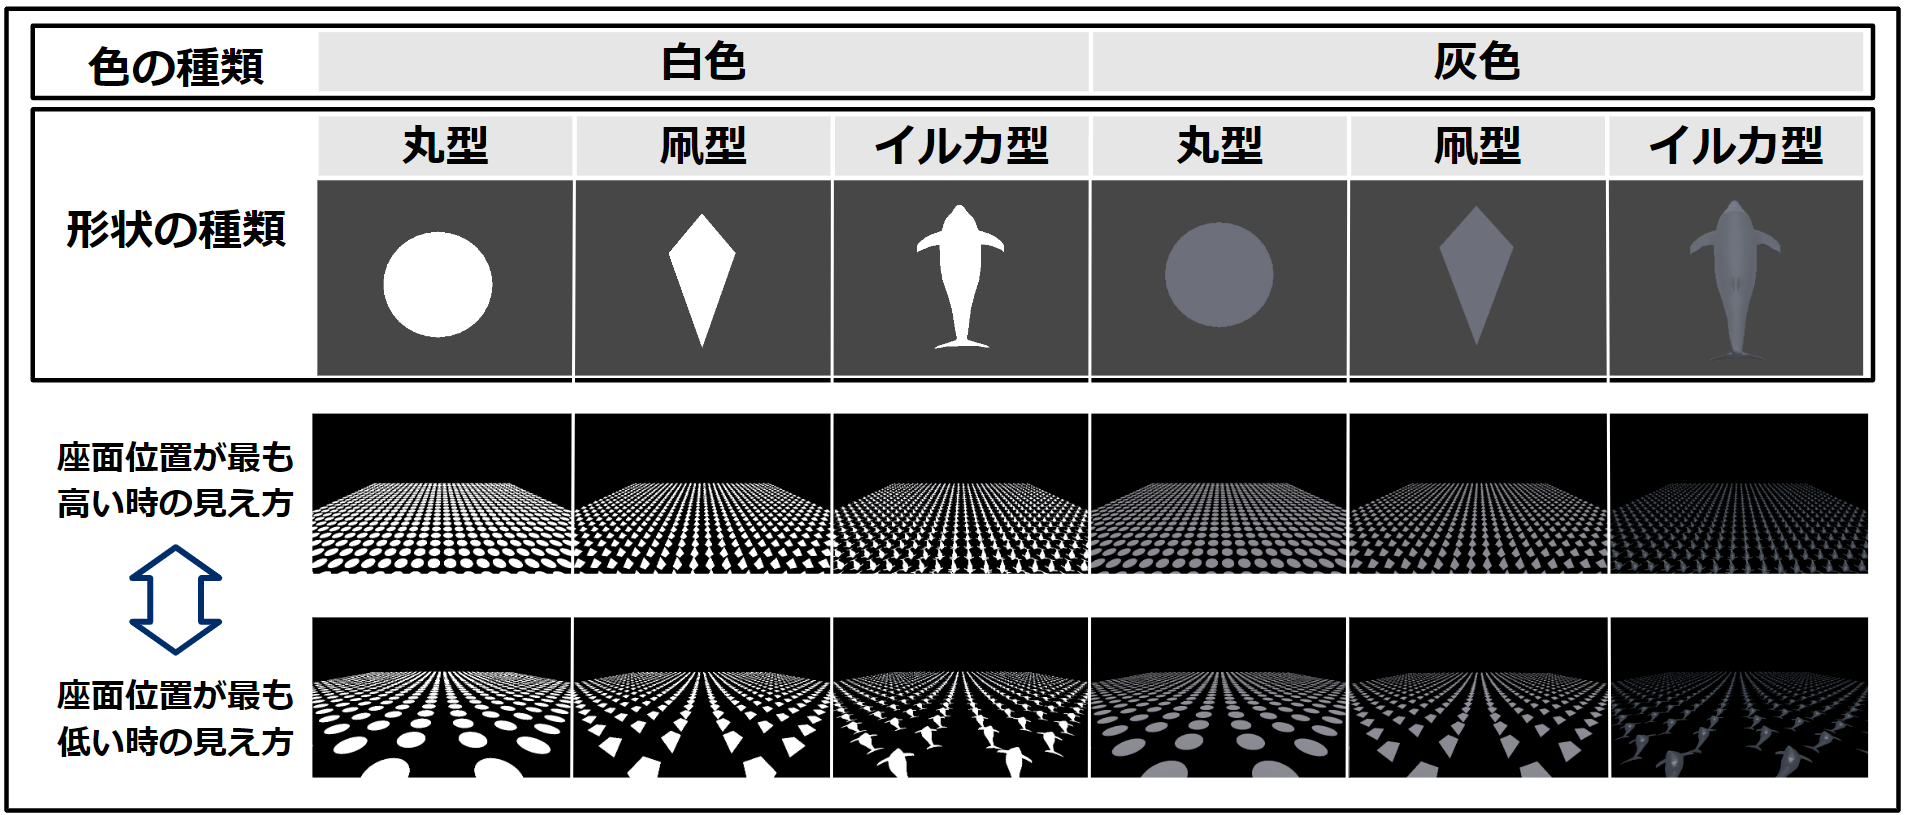 色の種類 白色 灰色
丸型 凧型 イルカ型 丸型 凧型 イルカ型
形状の種類
座面位置が最も
高い時の見え方
座面位置が最も
低い時の見え方